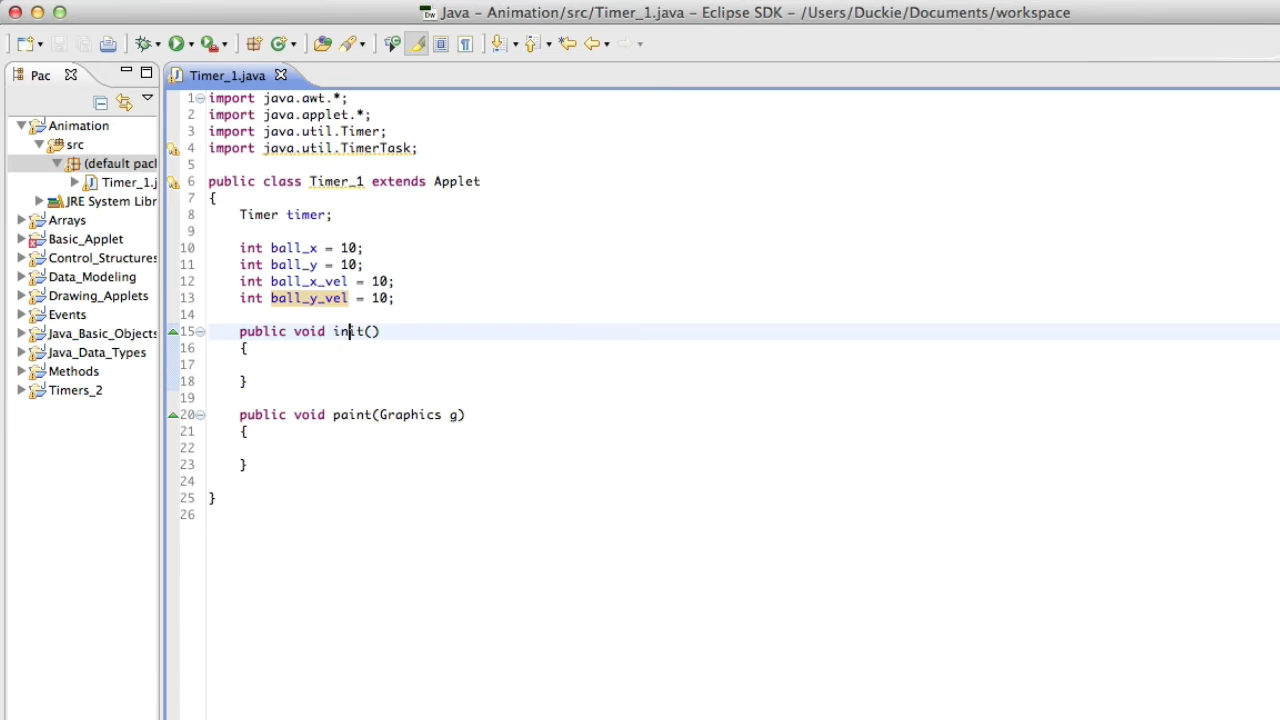 Java - Animation/src/Timer_1.java - Eclipse SDK - /Users/Duckie/Documents/workspace
Pac
Timer_1.java
Animation
src
(default pacl
Timer_1.j
JRE System Libr
Arrays
Basic_Applet
Control_Structures
Data_Modeling
Drawing_Applets
Events
Java_Basic_Objects
Java_Data_Types
Methods
Timers_2
1 import java.awt.*;
2 import java.applet.*;
3 import java.util.Timer;
4 import java.util.TimerTask;
5
6 public class Timer_1 extends Applet
7 {
8 Timer timer;
9
10 int ball_x = 10;
11 int ball_y = 10;
12 int ball_x_vel = 10;
13 int ball_y_vel = 10;
14
15 public void init()
16 {
17
18 }
19
20 public void paint(Graphics g)
21 {
22
23 }
24
25 }
26